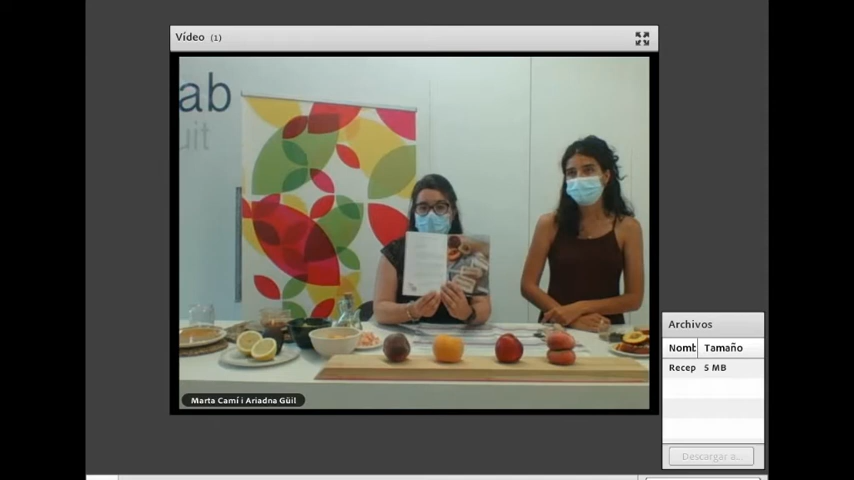 Vídeo (1)
ab
uit
Marta Camí i Ariadna Güil
Archivos
Nomb Tamaño
Recep 5 MB
Descargar a...